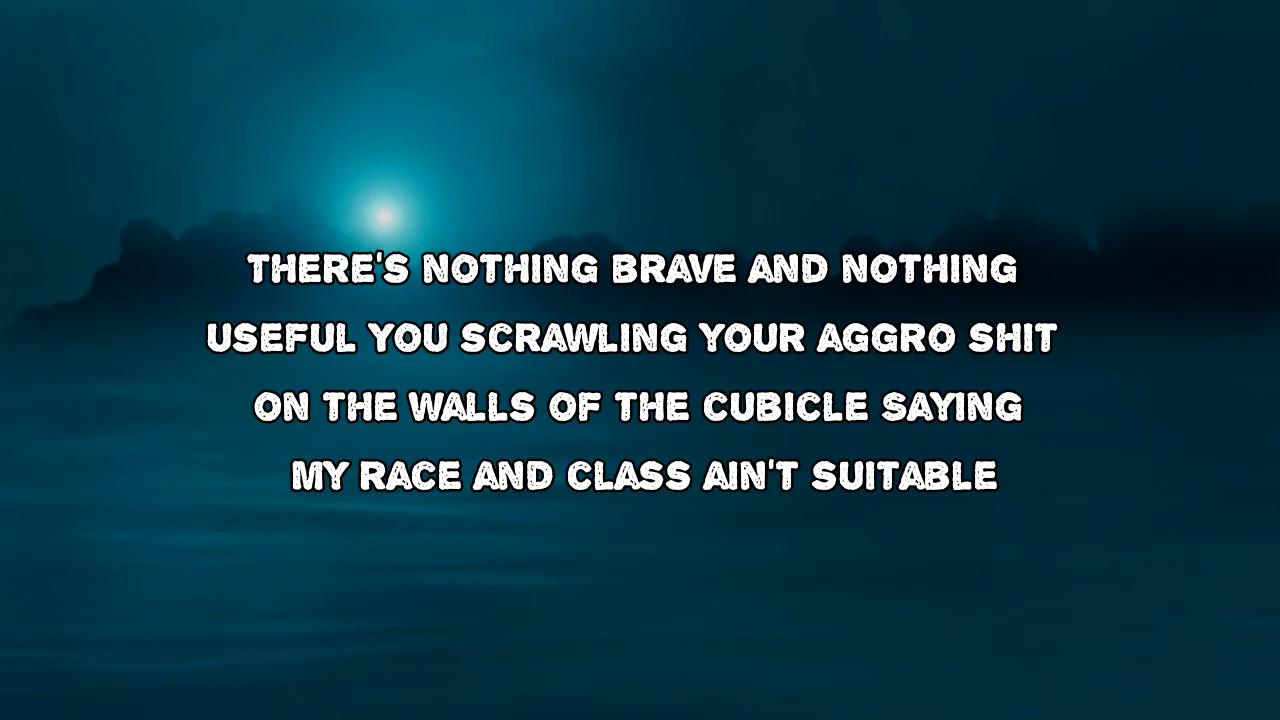 THERE'S NOTHING BRAVE AND NOTHING
USEFUL YOU SCRAWLING YOUR AGGRO SHIT
ON THE WALLS OF THE CUBICLE SAYING
MY RACE AND CLASS AIN'T SUITABLE